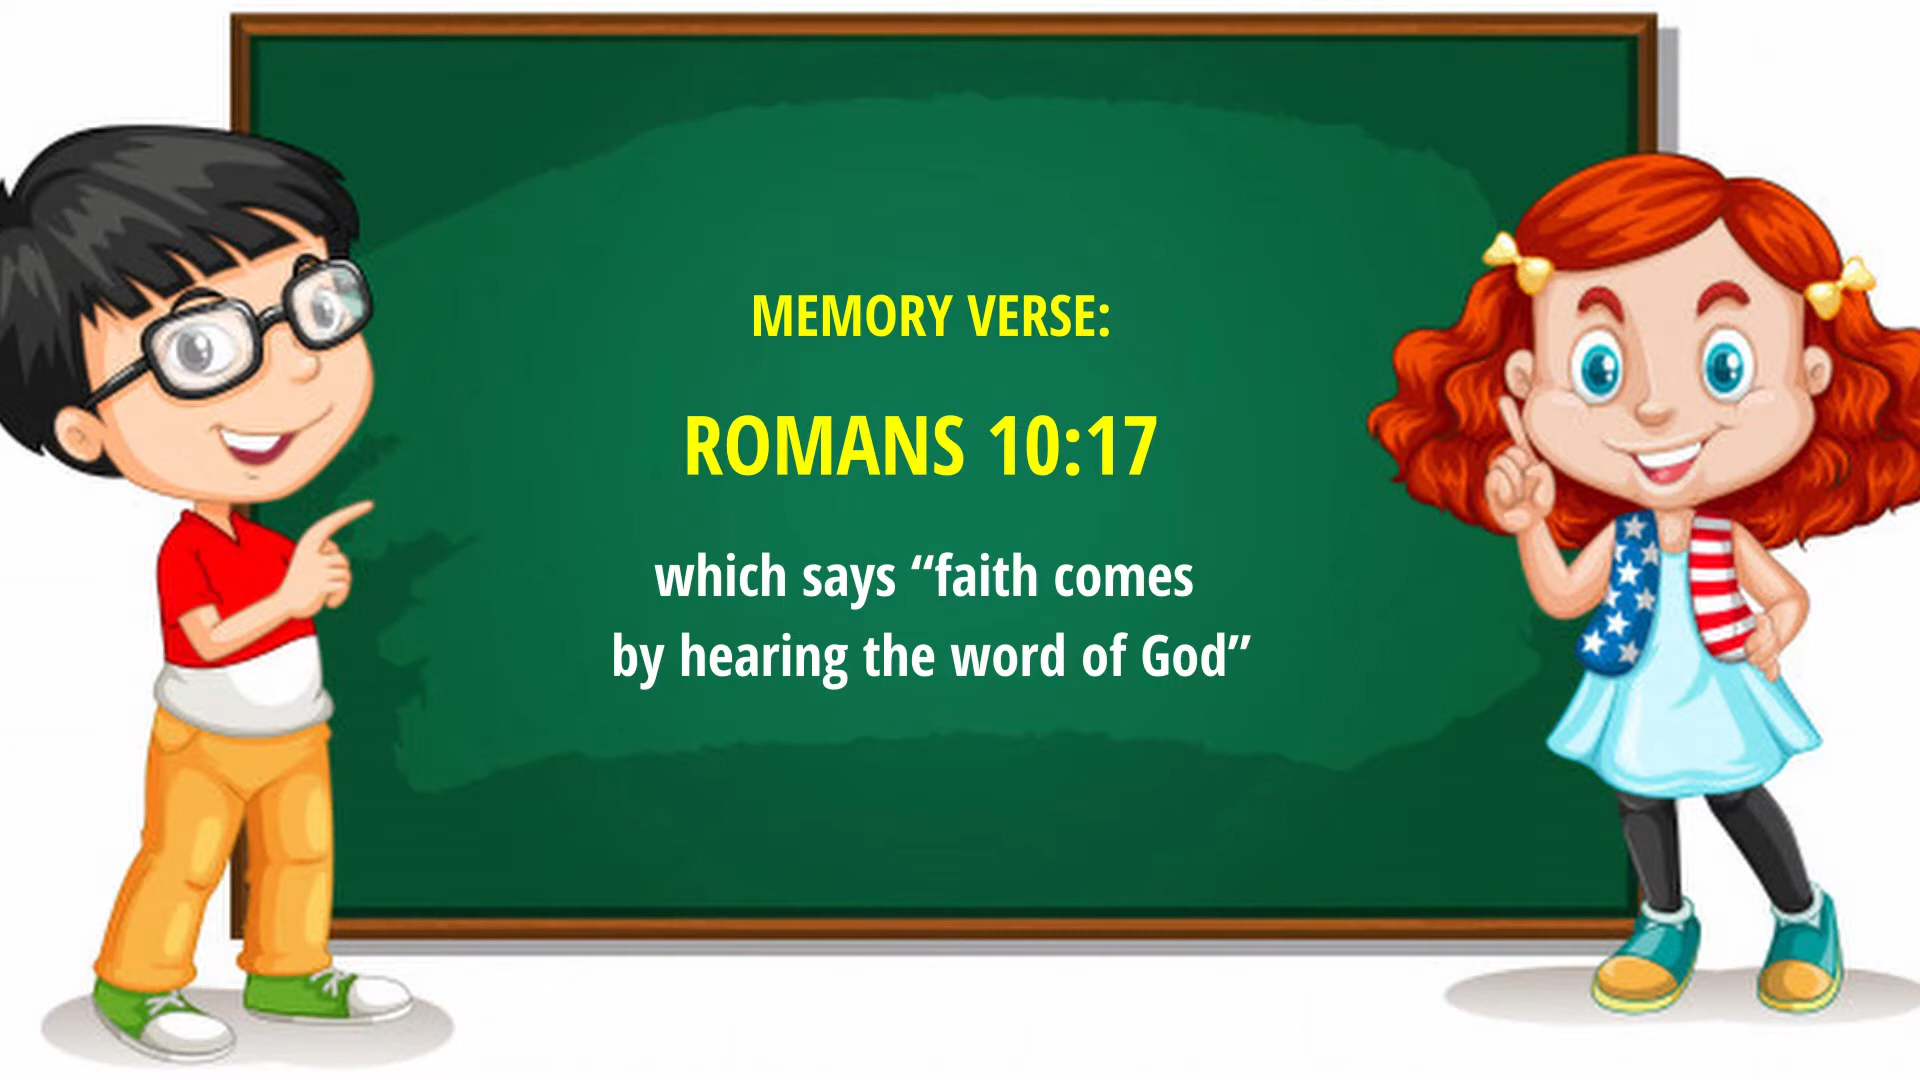 MEMORY VERSE:
ROMANS 10:17
which says “faith comes
by hearing the word of God”